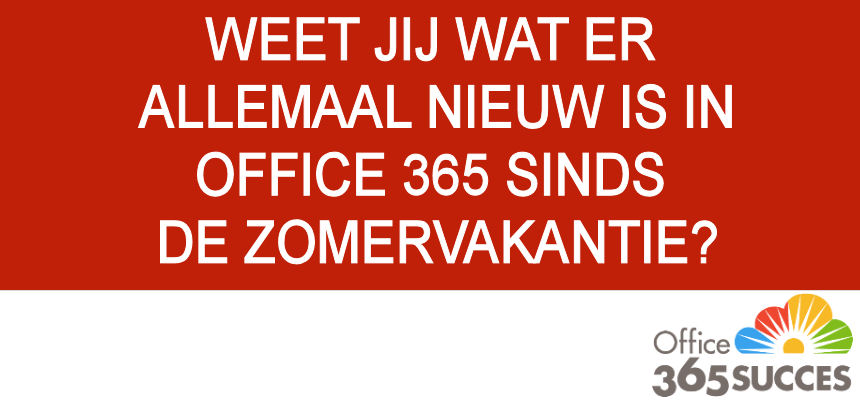 WEET JIJ WAT ER
ALLEMAAL NIEUW IS IN
OFFICE 365 SINDS
DE ZOMERVAKANTIE?
Office
365SUCCES